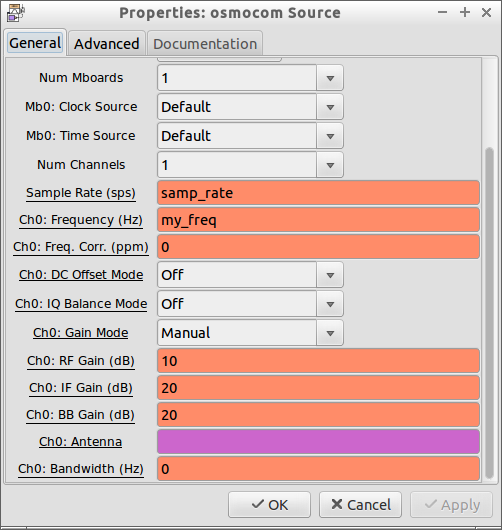 Properties: osmocom Source
General Advanced Documentation
Num Mboards 1
Mb0: Clock Source Default
Mb0: Time Source Default
Num Channels 1
Sample Rate (sps) samp_rate
Ch0: Frequency (Hz) my_freq
Ch0: Freq. Corr. (ppm) 0
Ch0: DC Offset Mode Off
Ch0: IQ Balance Mode Off
Ch0: Gain Mode Manual
Ch0: RF Gain (dB) 10
Ch0: IF Gain (dB) 20
Ch0: BB Gain (dB) 20
Ch0: Antenna
Ch0: Bandwidth (Hz) 0
OK Cancel Apply